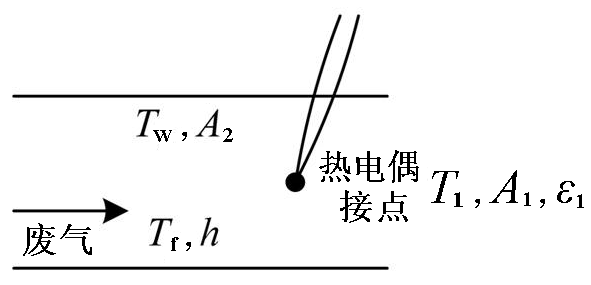 T_w, A_2
热电偶
接点
T_1, A_1, ε_1
废气
T_f, h